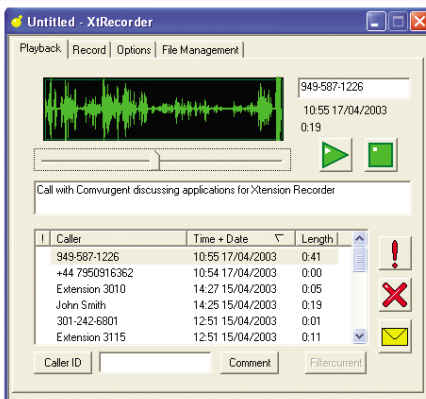 Untitled - XtRecorder
Playback Record Options File Management
949-587-1226
10:55 17/04/2003
0:19
Call with Comvurgent discussing applications for Xtension Recorder
! Caller Time + Date Length
949-587-1226 10:55 17/04/2003 0:41
+44 7950916362 10:54 17/04/2003 0:00
Extension 3010 14:27 15/04/2003 0:05
John Smith 14:25 15/04/2003 0:19
301-242-6801 12:51 15/04/2003 0:01
Extension 3115 12:51 15/04/2003 0:11
Caller ID Comment Filtercurrent